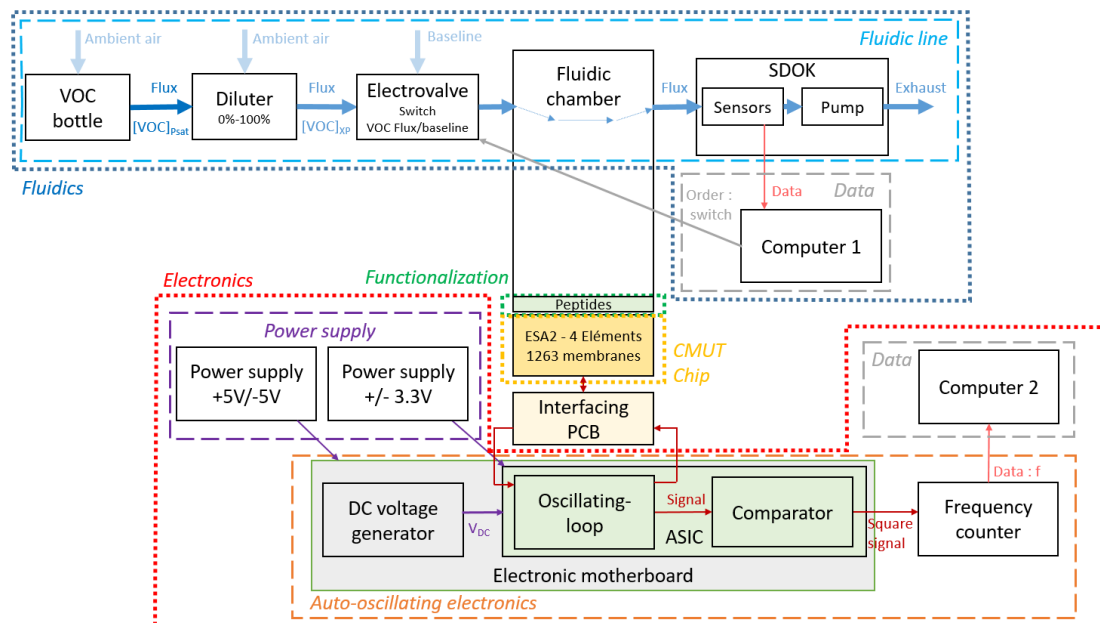 Ambient air
Ambient air
Baseline
Fluidic line
VOC
bottle
Flux
[VOC]Psat
Diluter
0%-100%
Flux
[VOC]XP
Electrovalve
Switch
VOC Flux/baseline
Fluidic
chamber
Flux
SDOK
Sensors
Pump
Exhaust
Fluidics
Data
Order :
switch
Data
Computer 1
Electronics
Functionalization
Peptides
Power supply
Power supply
+5V/-5V
Power supply
+/- 3.3V
ESA2 - 4 Eléments
1263 membranes
CMUT
Chip
Interfacing
PCB
Data
Computer 2
Data : f
DC voltage
generator
VDC
Oscillating-
loop
Signal
ASIC
Comparator
Square
signal
Frequency
counter
Electronic motherboard
Auto-oscillating electronics